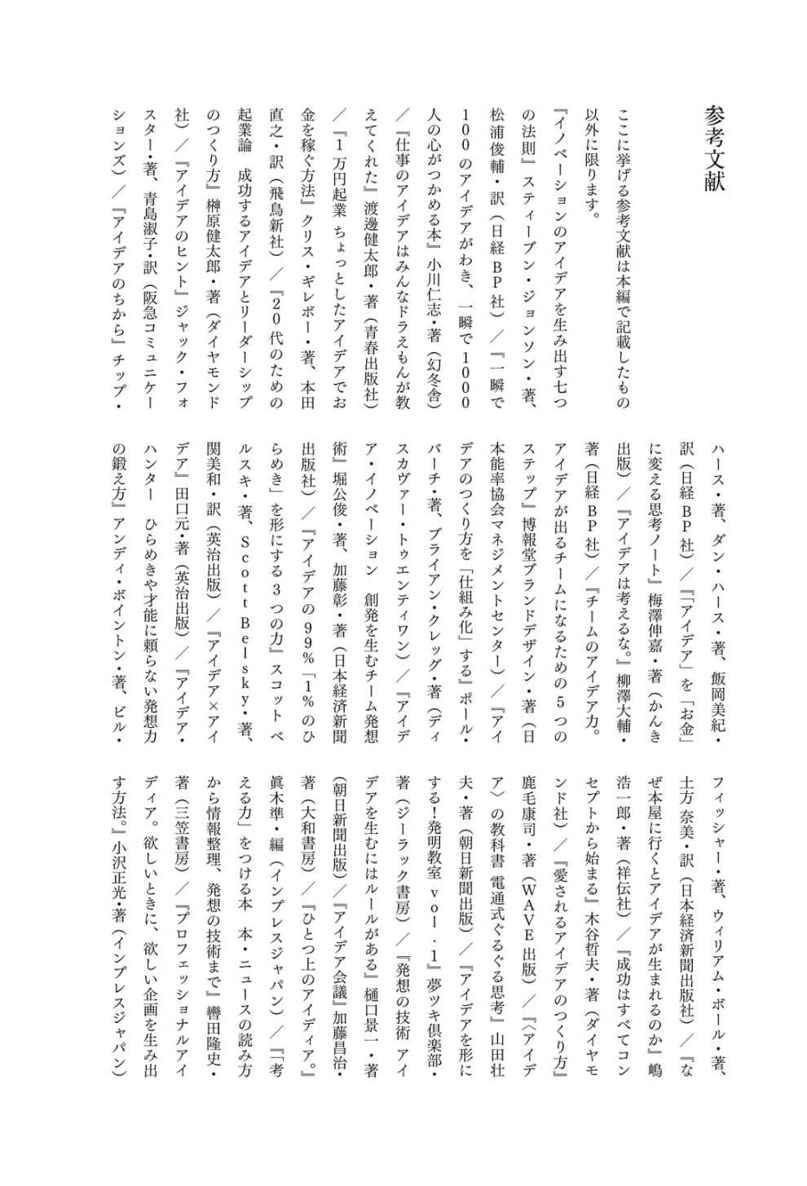 参考文献
ここに挙げる参考文献は本編で記載したもの
以外に限ります。
『イノベーションのアイデアを生み出す七つ
の法則』スティーブン・ジョンソン・著、
松浦俊輔・訳（日経BP社）／『一瞬で
100のアイデアがわき、一瞬で1000
人の心がつかめる本』小川仁志・著（幻冬舎）
／『仕事のアイデアはみんなドラえもんが教
えてくれた』渡邊健太郎・著（青春出版社）
／『1万円起業 ちょっとしたアイデアでお
金を稼ぐ方法』クリス・ギレボー・著、本田
直之・訳（飛鳥新社）／『20代のための
起業論　成功するアイデアとリーダーシップ
のつくり方』榊原健太郎・著（ダイヤモンド
社）／『アイデアのヒント』ジャック・フォ
スター・著、青島淑子・訳（阪急コミュニケー
ションズ）／『アイデアのちから』チップ・
ハース・著、ダン・ハース・著、飯岡美紀・
訳（日経BP社）／『「アイデア」を「お金」
に変える思考ノート』梅澤伸嘉・著（かんき
出版）／『アイデアは考えるな。』柳澤大輔・
著（日経BP社）／『チームのアイデア力。
アイデアが出るチームになるための5つの
ステップ』博報堂ブランドデザイン・著（日
本能率協会マネジメントセンター）／『アイ
デアのつくり方を「仕組み化」する』ポール・
バーチ・著、ブライアン・クレッグ・著（ディ
スカヴァー・トゥエンティワン）／『アイデ
ア・イノベーション　創発を生むチーム発想
術』堀公俊・著、加藤彰・著（日本経済新聞
出版社）／『アイデアの99%「1%のひ
らめき」を形にする3つの力』スコット ベ
ルスキ・著、Scott Belsky・著、
関美和・訳（英治出版）／『アイデア×アイ
デア』田口元・著（英治出版）／『アイデア・
ハンター　ひらめきや才能に頼らない発想力
の鍛え方』アンディ・ボイントン・著、ビル・
フィッシャー・著、ウィリアム・ボール・著、
土方 奈美・訳（日本経済新聞出版社）／『な
ぜ本屋に行くとアイデアが生まれるのか』嶋
浩一郎・著（祥伝社）／『成功はすべてコン
セプトから始まる』木谷哲夫・著（ダイヤモ
ンド社）／『愛されるアイデアのつくり方』
鹿毛康司・著（WAVE出版）／『〈アイデ
ア〉の教科書 電通式ぐるぐる思考』山田壮
夫・著（朝日新聞出版）／『アイデアを形に
する！発明教室 vol．1』夢ツキ倶楽部・
著（ジーラック書房）／『発想の技術 アイ
デアを生むにはルールがある』樋口景一・著
（朝日新聞出版）／『アイデア会議』加藤昌治・
著（大和書房）／『ひとつ上のアイディア。』
眞木準・編（インプレスジャパン）／『「考
える力」をつける本　本・ニュースの読み方
から情報整理、発想の技術まで』轡田隆史・
著（三笠書房）／『プロフェッショナルアイ
ディア。欲しいときに、欲しい企画を生み出
す方法。』小沢正光・著（インプレスジャパン）